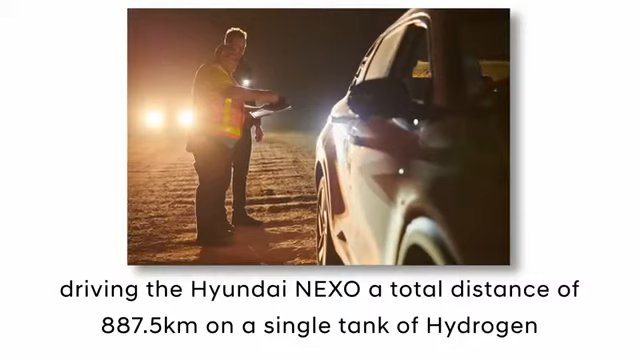 driving the Hyundai NEXO a total distance of
887.5km on a single tank of Hydrogen